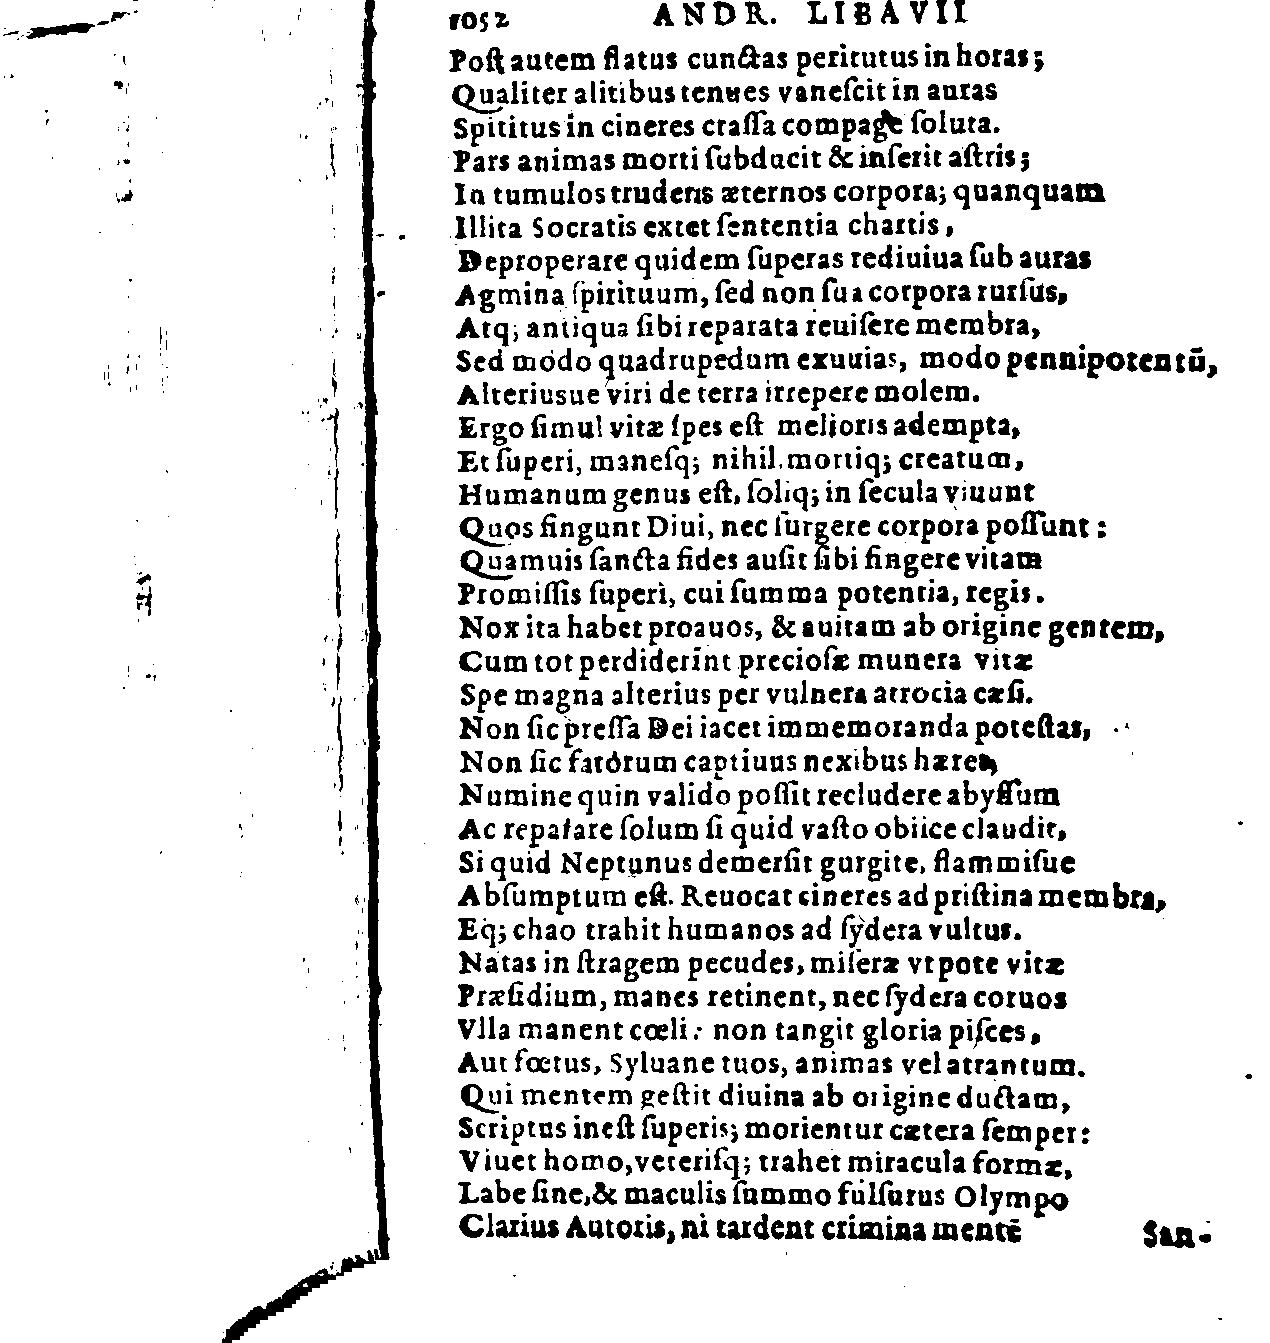 1052 ANDR. LIBAVII
Poſt autem flatus cunctas periturus in horas;
Qualiter alitibus tenues vaneſcit in auras
Spititus in cineres craſſa compage ſoluta.
Pars animas morti ſubducit & inſerit aſtris;
In tumulos trudens æternos corpora; quanquam
Illita Socratis extet ſententia chartis,
Deproperare quidem ſuperas rediuiua ſub auras
Agmina ſpirituum, ſed non ſua corpora rurſus,
Atq; antiqua ſibi reparata reuiſere membra,
Sed modo quadrupedum exuuias, modo pennipotentū,
Alteriusue viri de terra irrepere molem.
Ergo ſimul vitæ ſpes eſt melioris adempta,
Et ſuperi, maneſq; nihil. mortiq; creatum,
Humanum genus eſt, ſoliq; in ſecula viuunt
Quos fingunt Diui, nec ſurgere corpora poſſunt:
Quamuis ſancta fides auſit ſibi fingere vitam
Promiſſis ſuperi, cui ſumma potentia, regis.
Nox ita habet proauos, & auitam ab origine gentem,
Cum tot perdiderint precioſæ munera vitæ
Spe magna alterius per vulnera atrocia cæſi.
Non ſic preſſa Dei iacet immemoranda poteſtas,
Non ſic fatorum captiuus nexibus hæret,
Numine quin valido poſſit recludere abyſſum
Ac reparare ſolum ſi quid vaſto obiice claudit,
Si quid Neptunus demerſit gurgite, flammiſue
Abſumptum eſt. Reuocat cineres ad priſtina membra,
Eq; chao trahit humanos ad ſydera vultus.
Natas in ſtragem pecudes, miſeræ vtpote vitæ
Præſidium, manes retinent, nec ſydera coruos
Vlla manent cœli: non tangit gloria piſces,
Aut fœtus, Syluane tuos, animas vel atrantum.
Qui mentem geſtit diuina ab origine ductam,
Scriptus ineſt ſuperis; morientur cætera ſemper:
Viuet homo, veteriſq; trahet miracula formæ,
Labe ſine, & maculis ſummo fulſurus Olympo
Clarius Autoris, ni tardent crimina mentē
San-